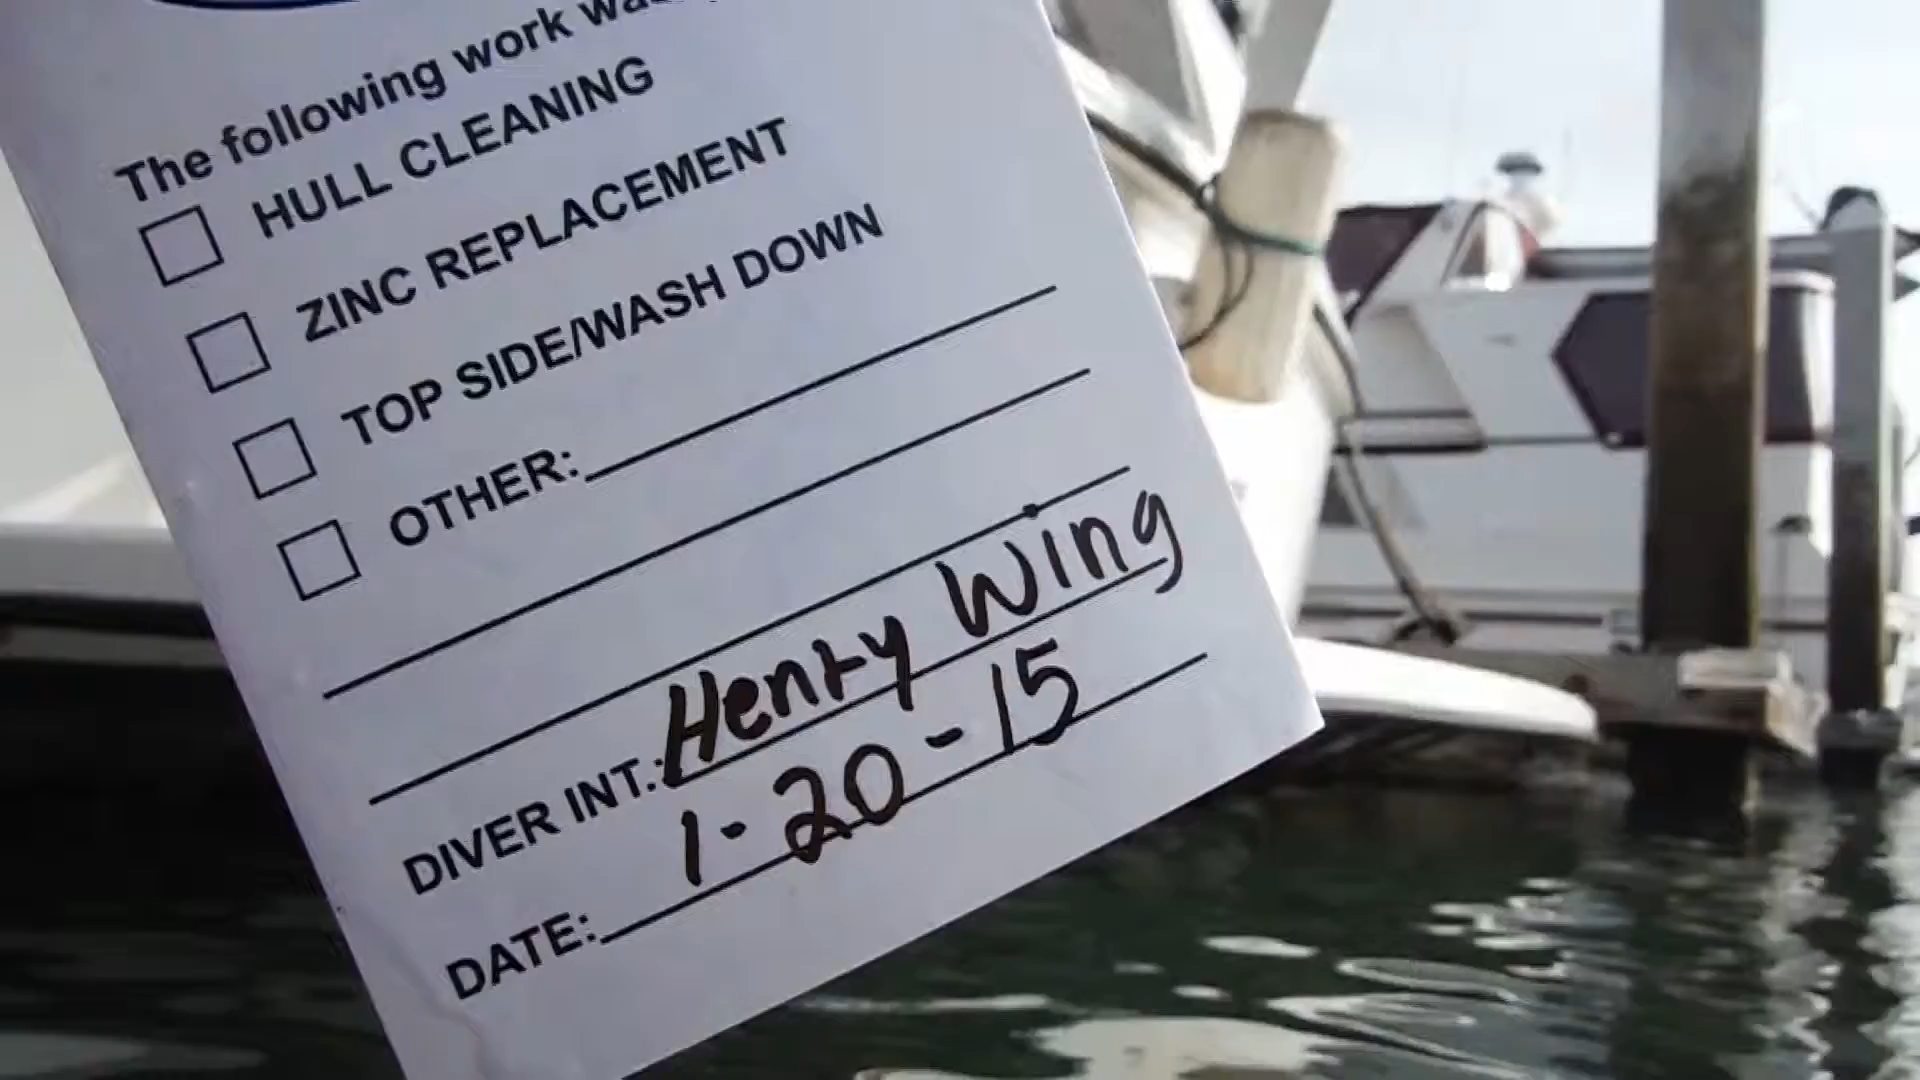 The following work
HULL CLEANING
ZINC REPLACEMENT
TOP SIDE/WASH DOWN
OTHER:
DIVER INT.: Henry Wing
DATE: 1-20-15